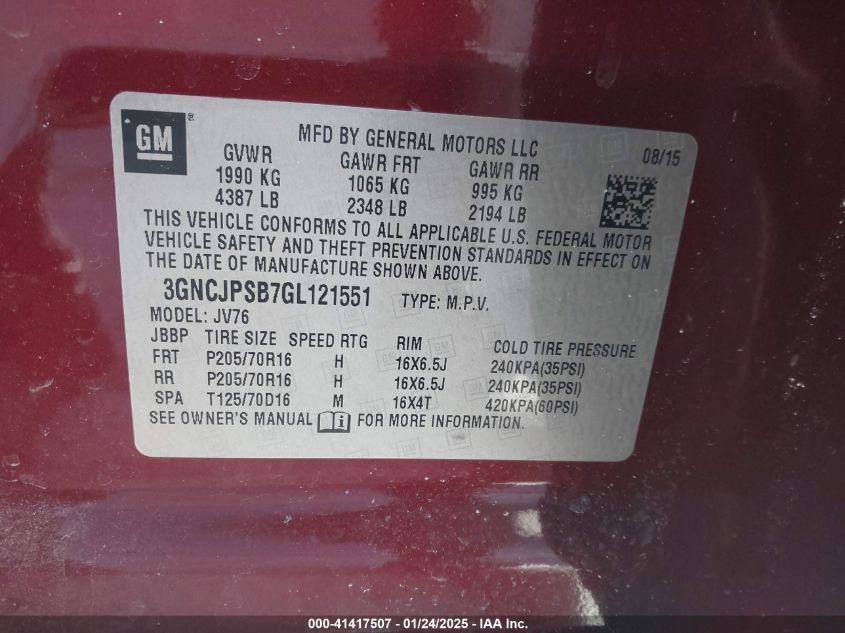 GM ®
MFD BY GENERAL MOTORS LLC 08/15
GVWR GAWR FRT GAWR RR
1990 KG 1065 KG 995 KG
4387 LB 2348 LB 2194 LB
THIS VEHICLE CONFORMS TO ALL APPLICABLE U.S. FEDERAL MOTOR
VEHICLE SAFETY AND THEFT PREVENTION STANDARDS IN EFFECT ON
THE DATE OF MANUFACTURE SHOWN ABOVE.
3GNCJPSB7GL121551 TYPE: M.P.V.
MODEL: JV76
JBBP TIRE SIZE SPEED RTG RIM COLD TIRE PRESSURE
FRT P205/70R16 H 16X6.5J 240KPA(35PSI)
RR P205/70R16 H 16X6.5J 240KPA(35PSI)
SPA T125/70D16 M 16X4T 420KPA(60PSI)
SEE OWNER'S MANUAL i FOR MORE INFORMATION.
000-41417507 - 01/24/2025 - IAA Inc.